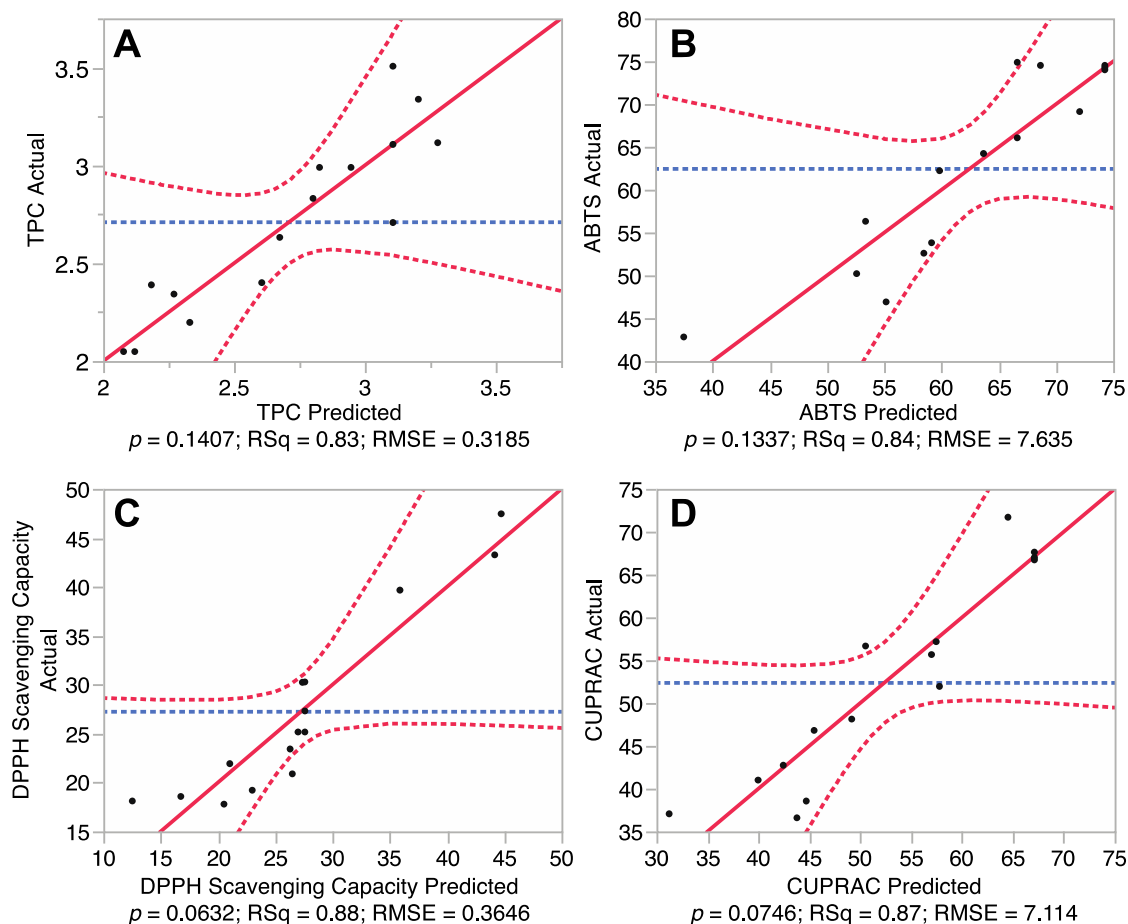 A
3.5
3
2.5
2
TPC Actual
2 2.5 3 3.5
TPC Predicted
p = 0.1407; RSq = 0.83; RMSE = 0.3185
B
80
75
70
65
60
55
50
45
40
ABTS Actual
35 40 45 50 55 60 65 70 75
ABTS Predicted
p = 0.1337; RSq = 0.84; RMSE = 7.635
C
50
45
40
35
30
25
20
15
DPPH Scavenging Capacity
Actual
10 15 20 25 30 35 40 45 50
DPPH Scavenging Capacity Predicted
p = 0.0632; RSq = 0.88; RMSE = 0.3646
D
75
70
65
60
55
50
45
40
35
CUPRAC Actual
30 35 40 45 50 55 60 65 70 75
CUPRAC Predicted
p = 0.0746; RSq = 0.87; RMSE = 7.114